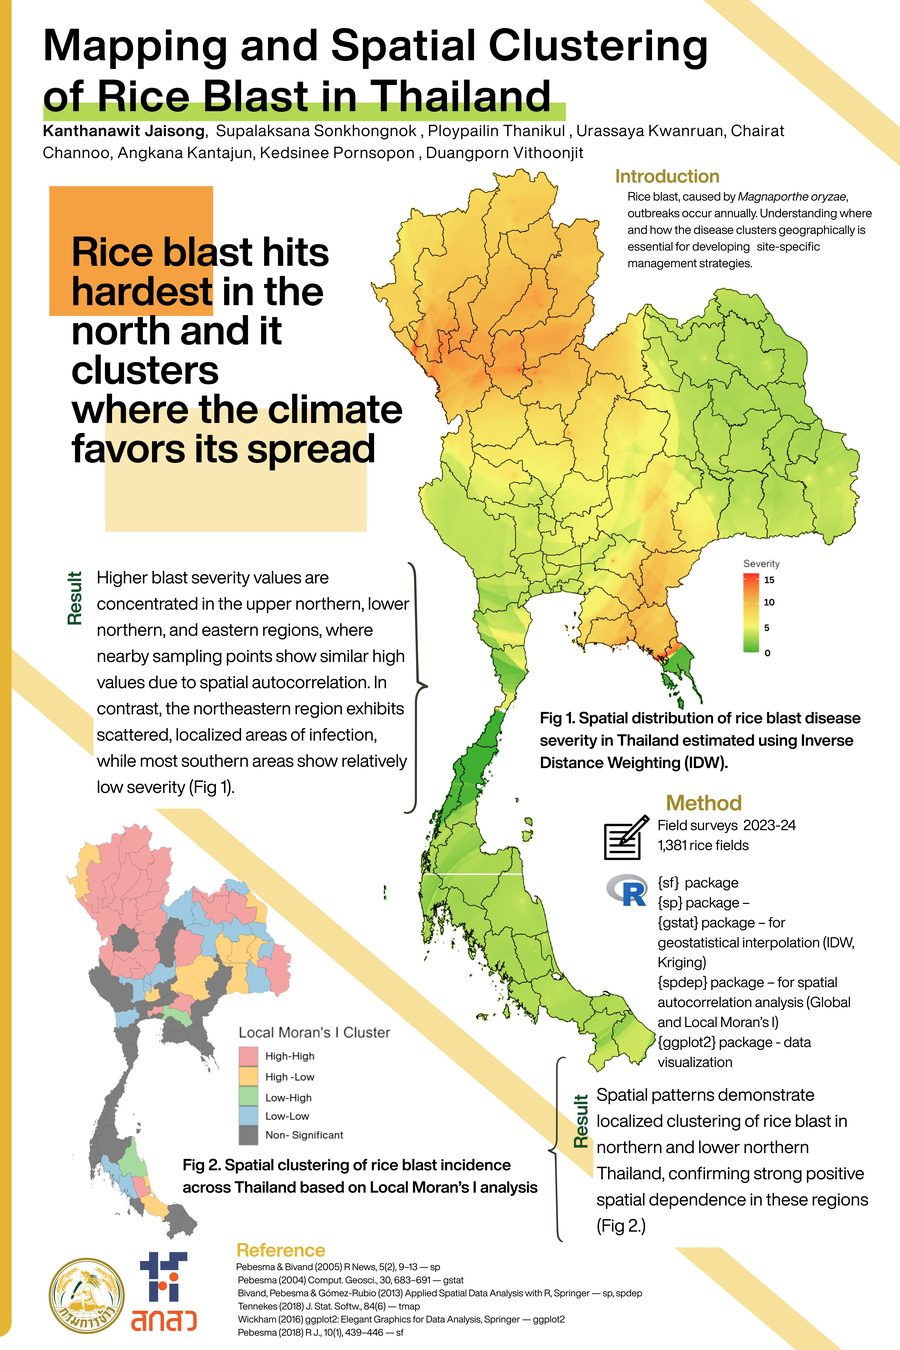 Mapping and Spatial Clustering
of Rice Blast in Thailand
Kanthanawit Jaisong, Supalaksana Sonkhongnok , Ploypailin Thanikul , Urassaya Kwanruan, Chairat
Channoo, Angkana Kantajun, Kedsinee Pornsopon , Duangporn Vithoonjit
Introduction
Rice blast, caused by Magnaporthe oryzae,
outbreaks occur annually. Understanding where
and how the disease clusters geographically is
essential for developing site-specific
management strategies.
Rice blast hits
hardest in the
north and it
clusters
where the climate
favors its spread
Result
Higher blast severity values are
concentrated in the upper northern, lower
northern, and eastern regions, where
nearby sampling points show similar high
values due to spatial autocorrelation. In
contrast, the northeastern region exhibits
scattered, localized areas of infection,
while most southern areas show relatively
low severity (Fig 1).
Severity
15
10
5
0
Fig 1. Spatial distribution of rice blast disease
severity in Thailand estimated using Inverse
Distance Weighting (IDW).
Method
Field surveys 2023-24
1,381 rice fields
R
{sf} package
{sp} package –
{gstat} package – for
geostatistical interpolation (IDW,
Kriging)
{spdep} package – for spatial
autocorrelation analysis (Global
and Local Moran's I)
{ggplot2} package - data
visualization
Local Moran's I Cluster
High-High
High -Low
Low-High
Low-Low
Non- Significant
Fig 2. Spatial clustering of rice blast incidence
across Thailand based on Local Moran's I analysis
Result
Spatial patterns demonstrate
localized clustering of rice blast in
northern and lower northern
Thailand, confirming strong positive
spatial dependence in these regions
(Fig 2.)
กรมการข้าว
สกสว
Reference
Pebesma & Bivand (2005) R News, 5(2), 9–13 — sp
Pebesma (2004) Comput. Geosci., 30, 683–691 — gstat
Bivand, Pebesma & Gómez-Rubio (2013) Applied Spatial Data Analysis with R, Springer — sp, spdep
Tennekes (2018) J. Stat. Softw., 84(6) — tmap
Wickham (2016) ggplot2: Elegant Graphics for Data Analysis, Springer — ggplot2
Pebesma (2018) R J., 10(1), 439–446 — sf